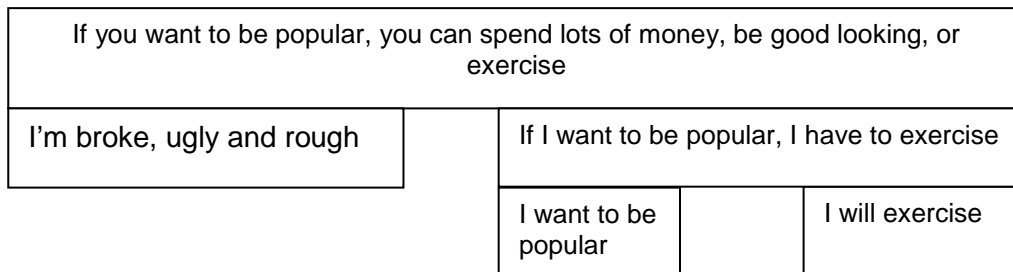 If you want to be popular, you can spend lots of money, be good looking, or
exercise
I’m broke, ugly and rough
If I want to be popular, I have to exercise
I want to be
popular
I will exercise